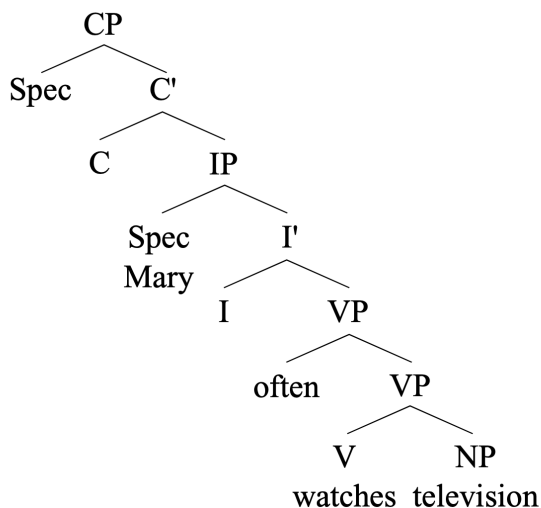 CP
Spec C'
C IP
Spec I'
Mary
I VP
often VP
V NP
watches television